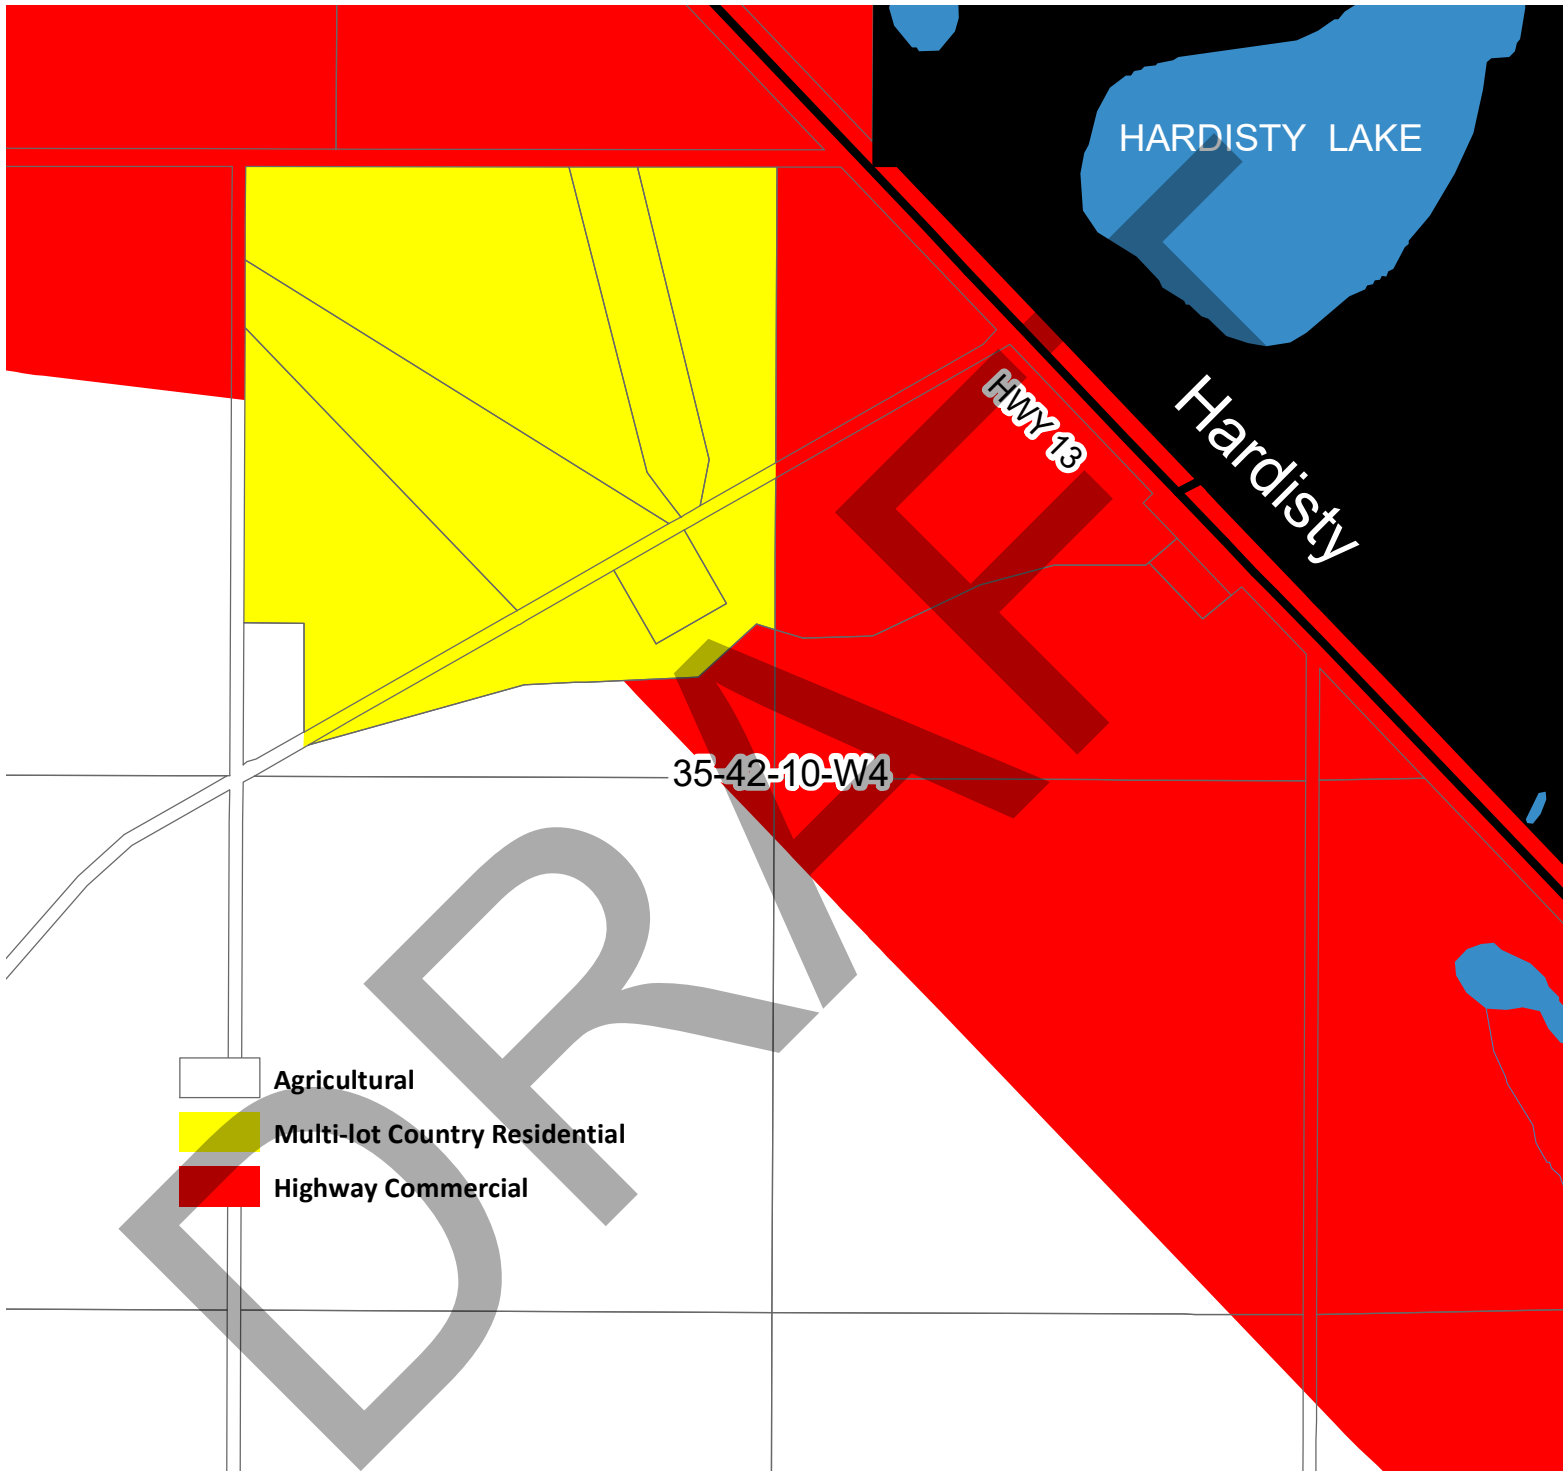 HARDISTY LAKE
Hardisty
HWY 13
35-42-10-W4
Agricultural
Multi-lot Country Residential
Highway Commercial
DRAFT